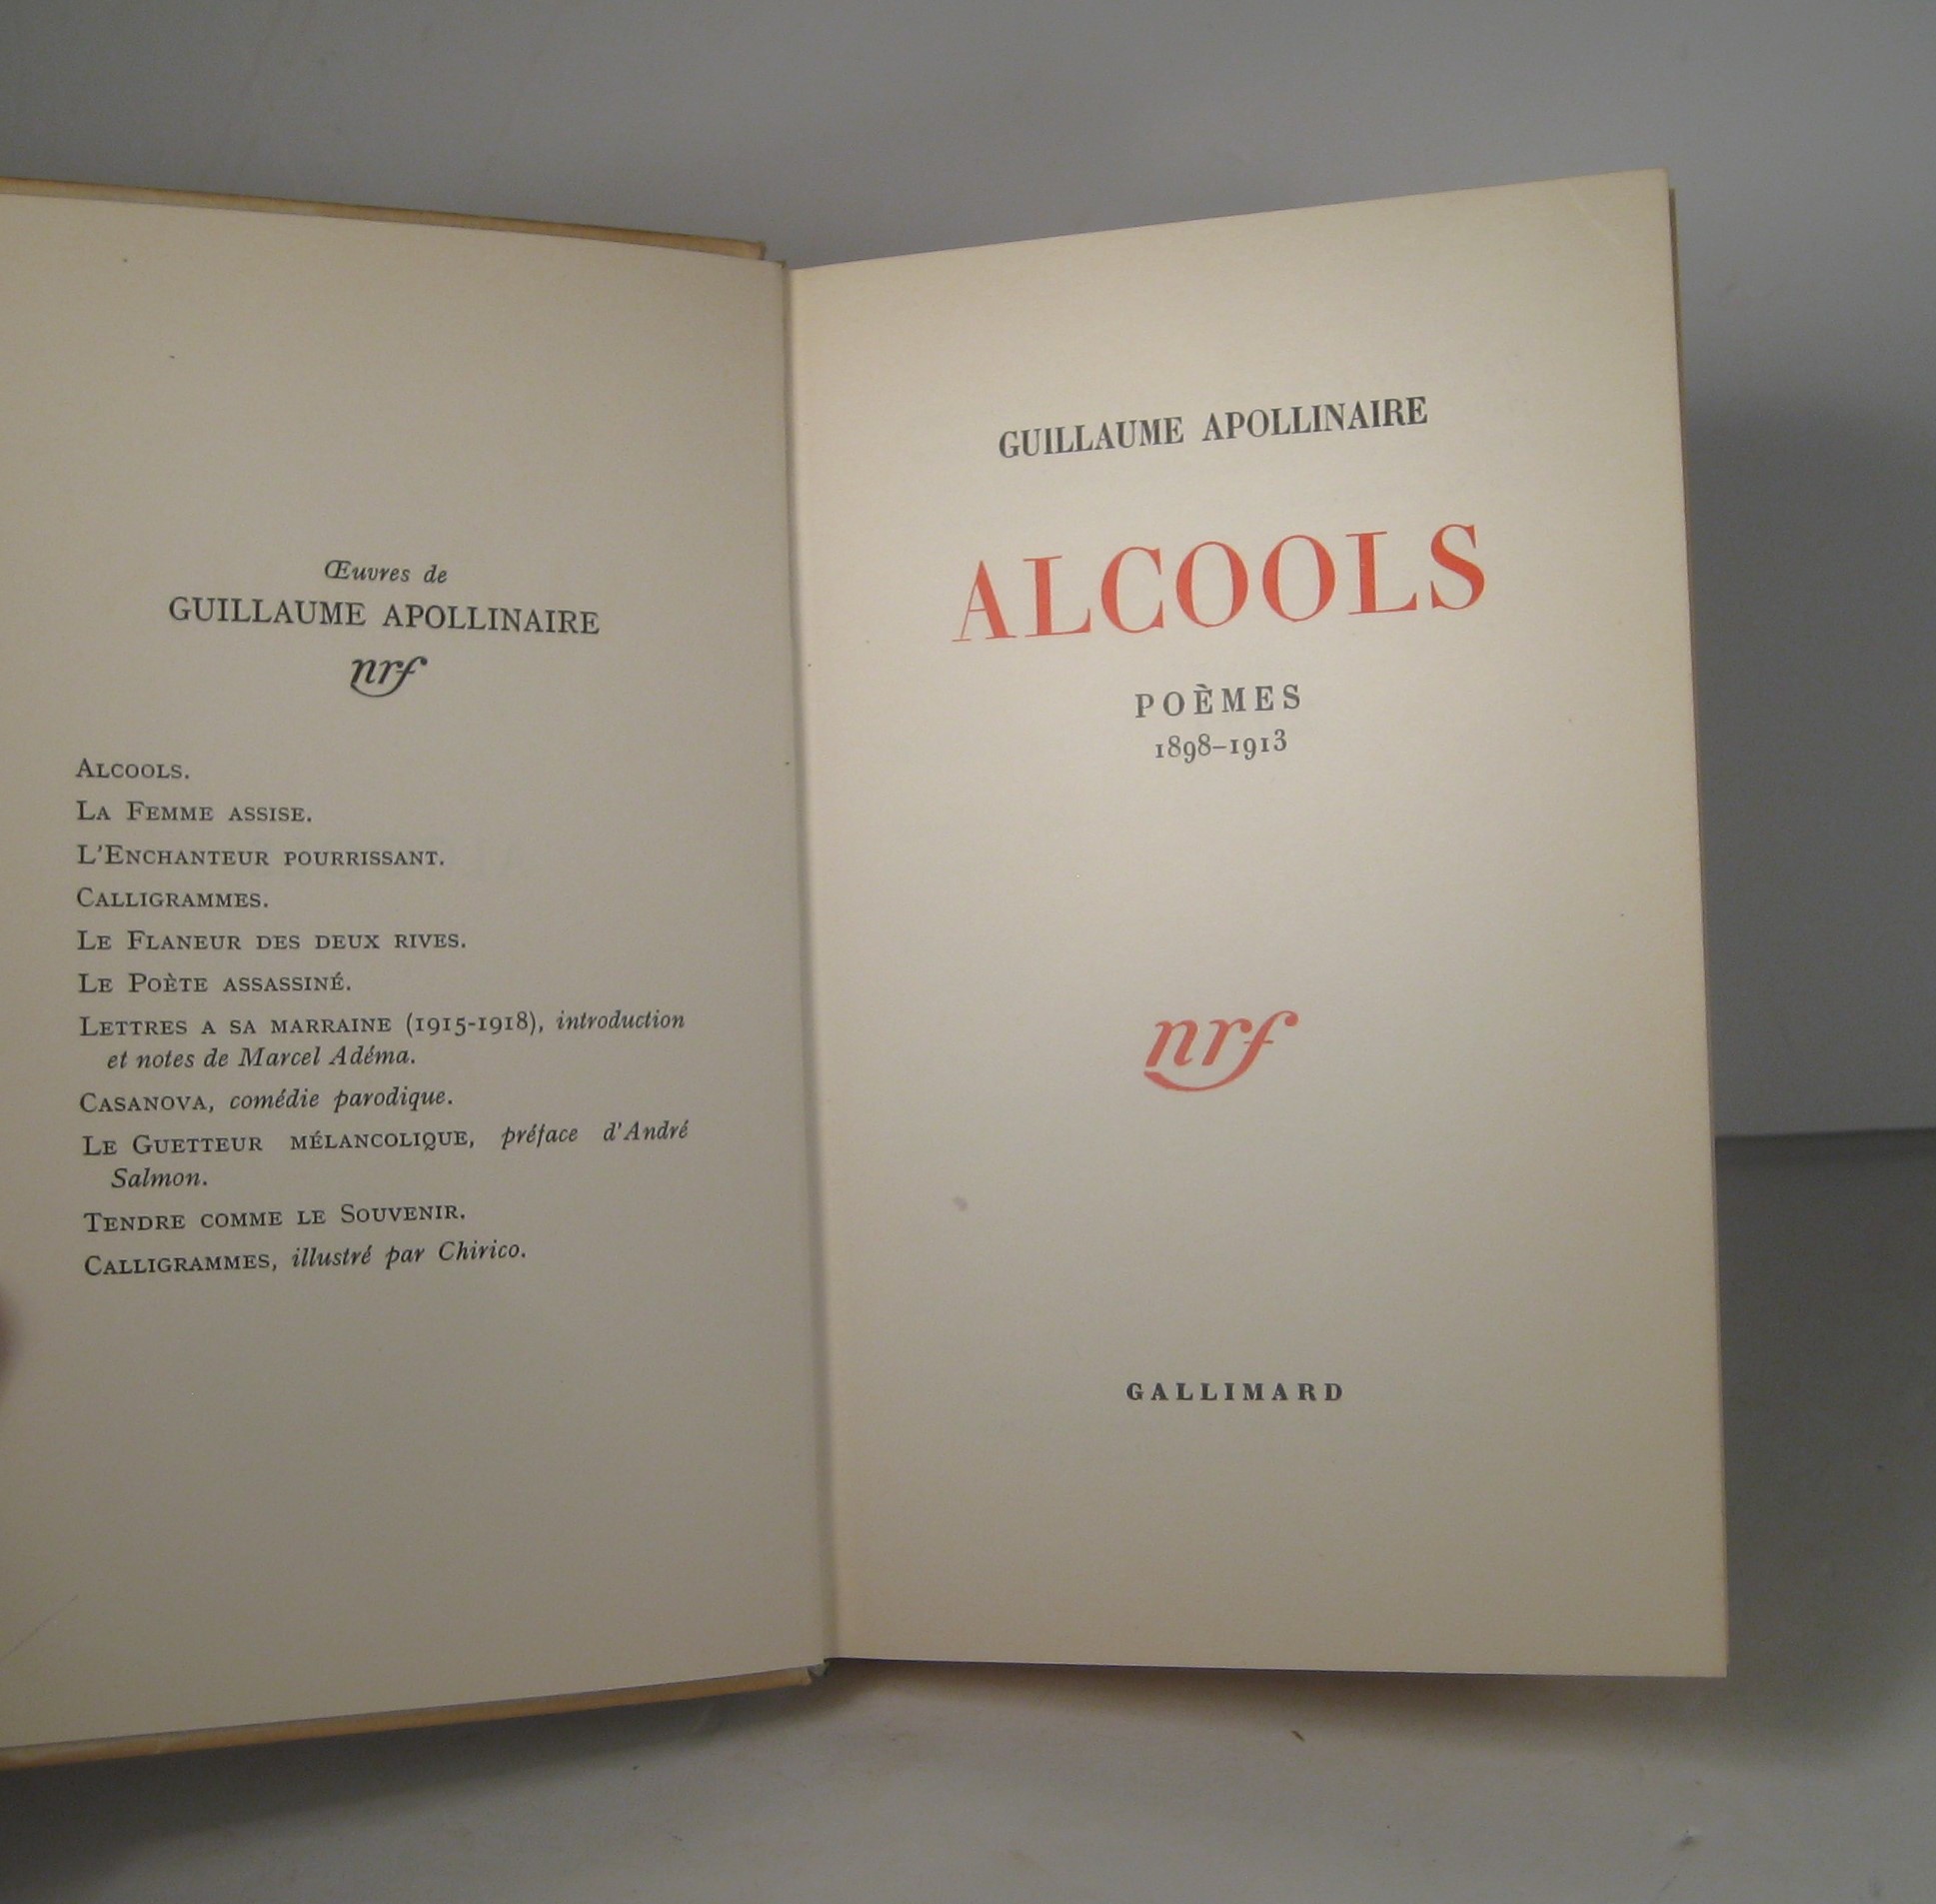 Œuvres de
GUILLAUME APOLLINAIRE
nrf
ALCOOLS.
LA FEMME ASSISE.
L'ENCHANTEUR POURRISSANT.
CALLIGRAMMES.
LE FLANEUR DES DEUX RIVES.
LE POÈTE ASSASSINÉ.
LETTRES A SA MARRAINE (1915-1918), introduction
et notes de Marcel Adéma.
CASANOVA, comédie parodique.
LE GUETTEUR MÉLANCOLIQUE, préface d'André
Salmon.
TENDRE COMME LE SOUVENIR.
CALLIGRAMMES, illustré par Chirico.
GUILLAUME APOLLINAIRE
ALCOOLS
POÈMES
1898–1913
nrf
GALLIMARD